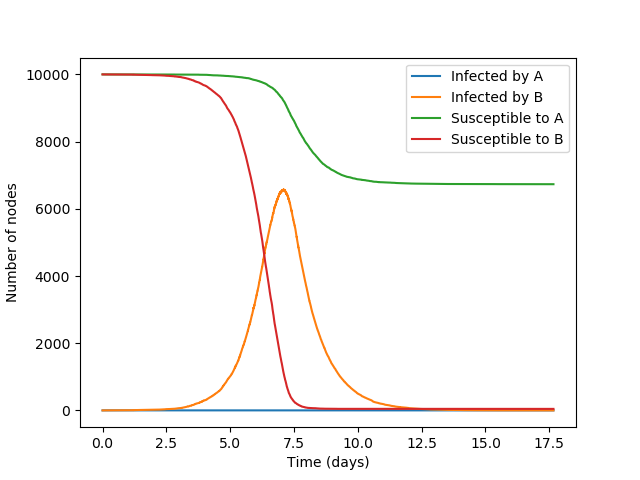 Infected by A
Infected by B
Susceptible to A
Susceptible to B
Number of nodes
10000
8000
6000
4000
2000
0
0.0 2.5 5.0 7.5 10.0 12.5 15.0 17.5
Time (days)